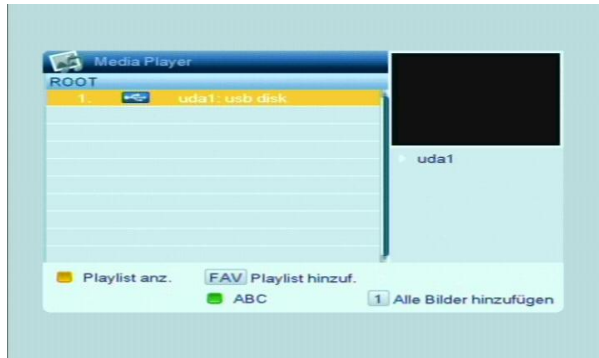 Media Player
ROOT
1. uda1: usb disk
uda1
Playlist anz. FAV Playlist hinzuf.
ABC 1 Alle Bilder hinzufügen